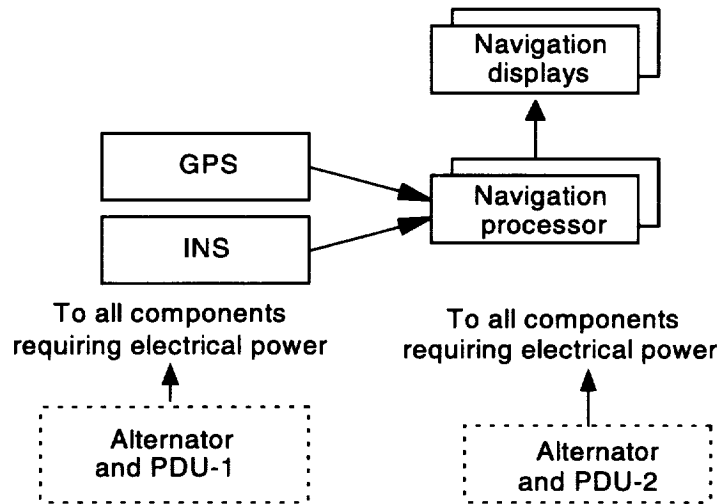 Navigation
displays
GPS
Navigation
processor
INS
To all components
requiring electrical power
To all components
requiring electrical power
Alternator
and PDU-1
Alternator
and PDU-2